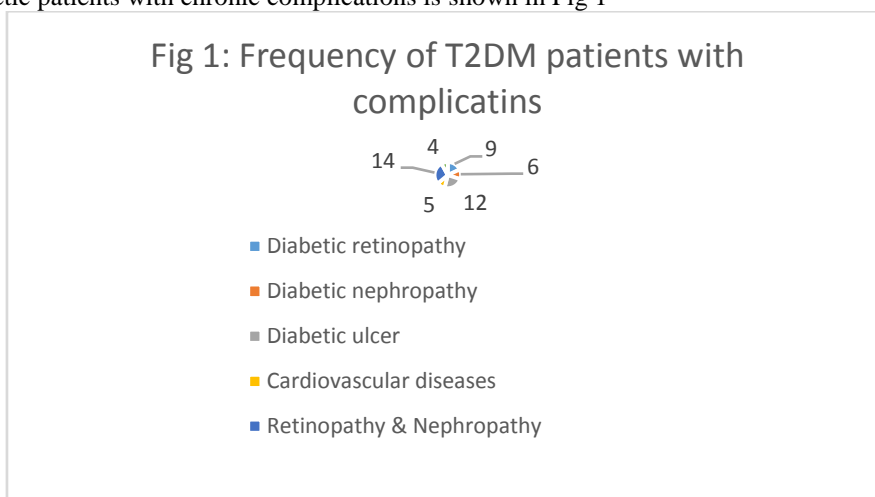 etic patients with chronic complications is shown in Fig 1
Fig 1: Frequency of T2DM patients with
complicatins
4 9
14 6
5 12
Diabetic retinopathy
Diabetic nephropathy
Diabetic ulcer
Cardiovascular diseases
Retinopathy & Nephropathy